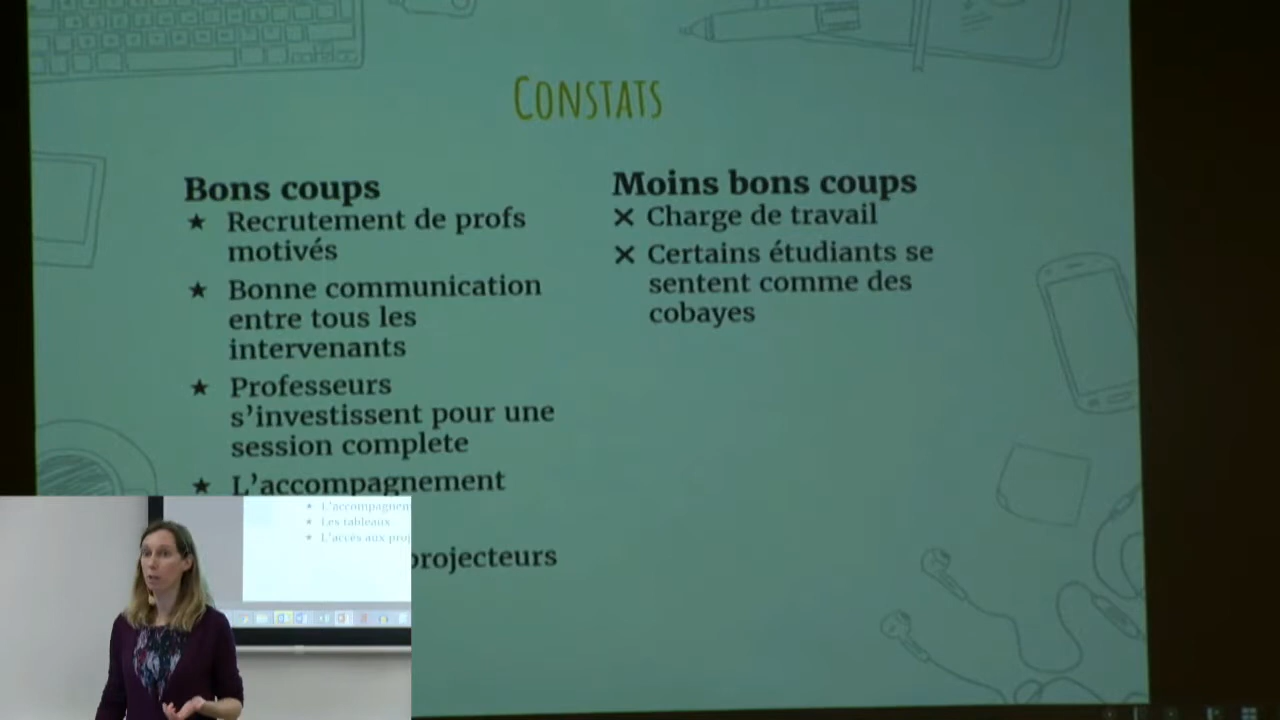 CONSTATS
Bons coups
★ Recrutement de profs
motivés
★ Bonne communication
entre tous les
intervenants
★ Professeurs
s'investissent pour une
session complete
★ L'accompagnement
projecteurs
Moins bons coups
✕ Charge de travail
✕ Certains étudiants se
sentent comme des
cobayes
★ L'accompagnem
★ Les tableaux
★ L'accès aux proj